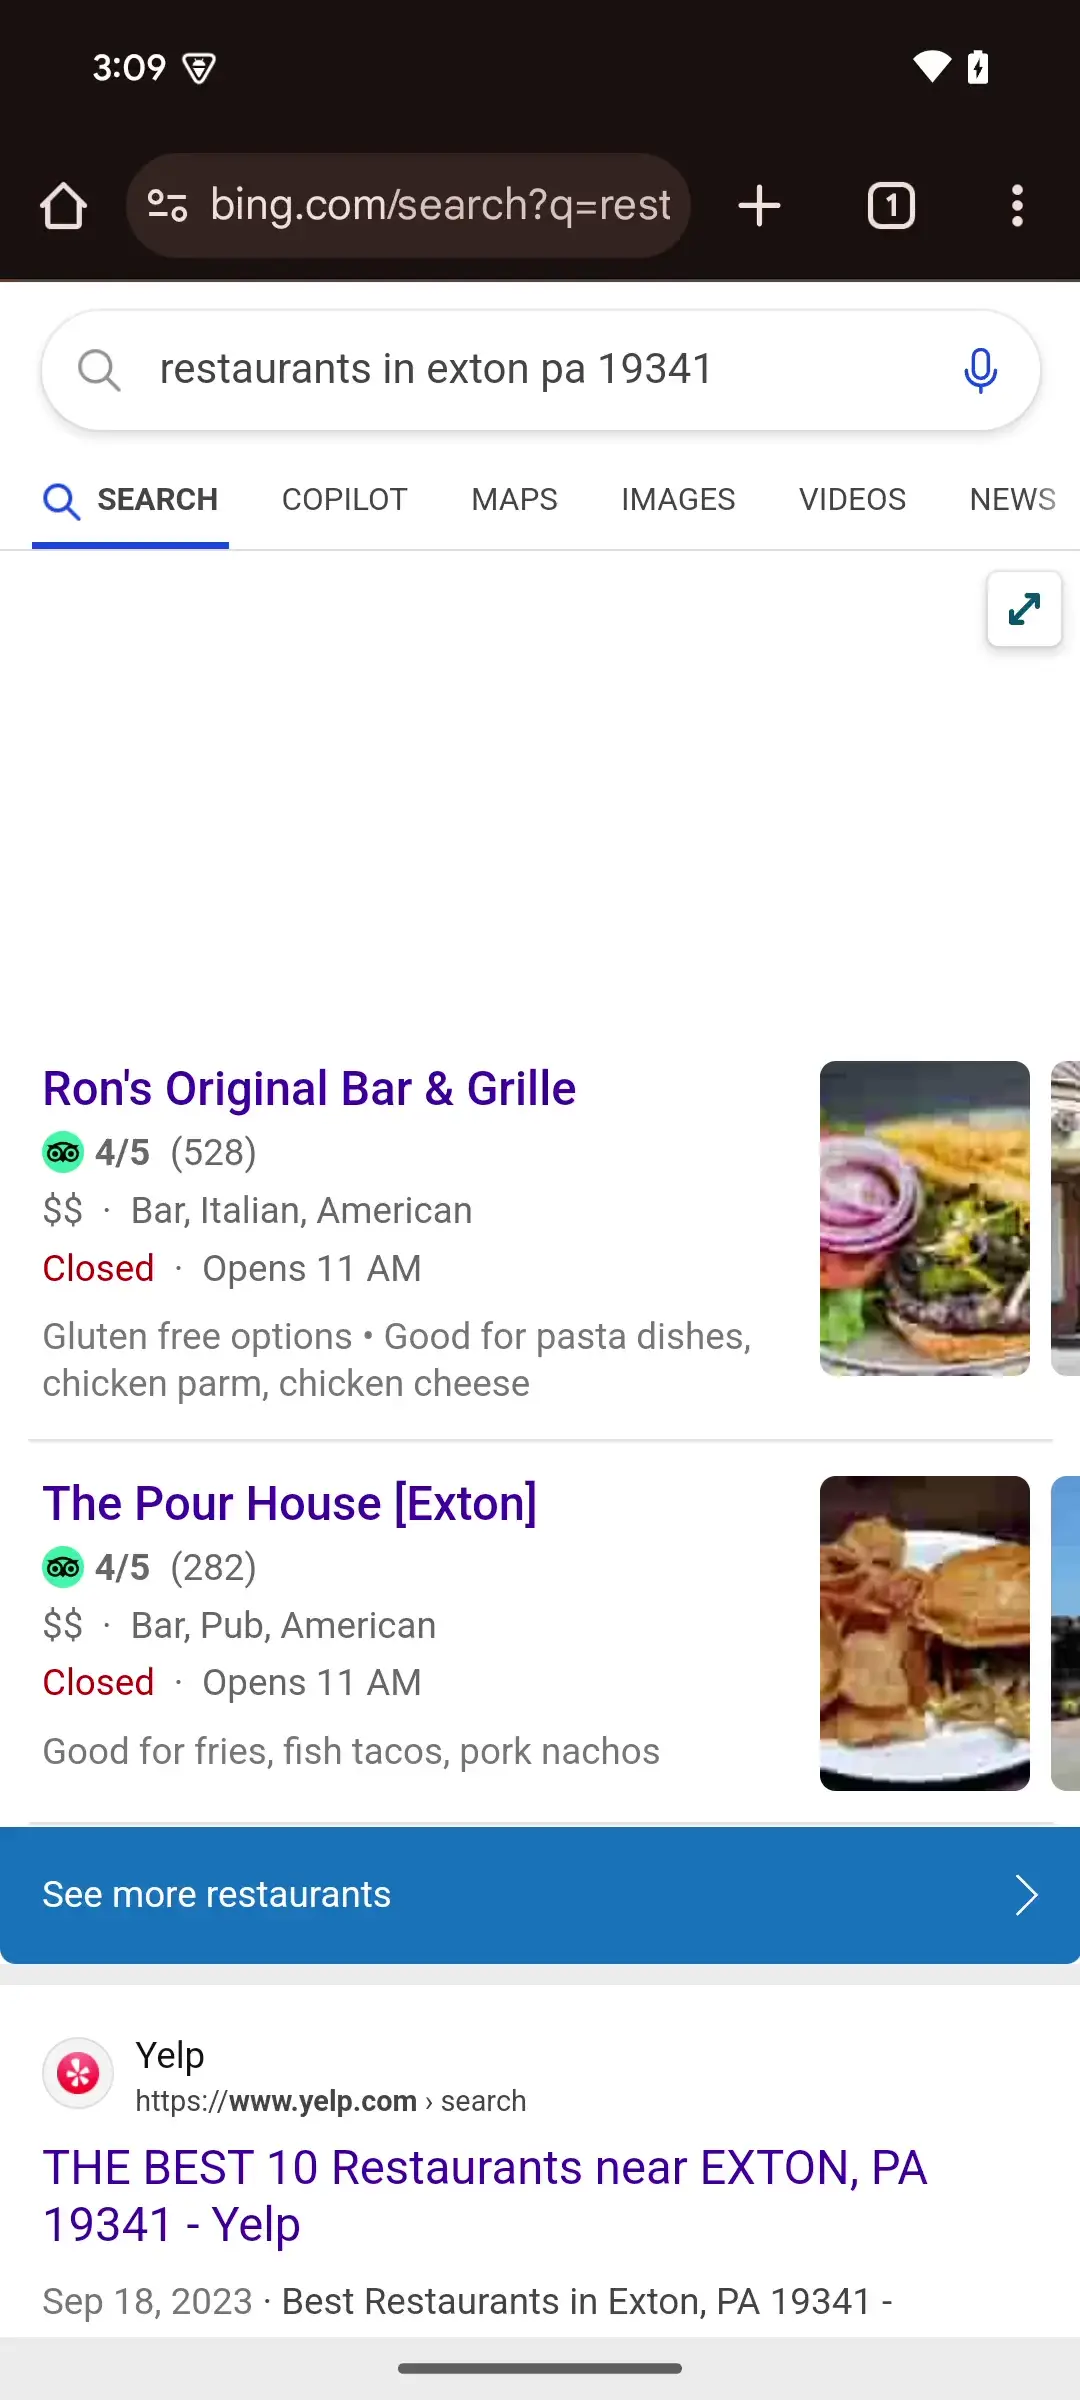 3:09
bing.com/search?q=rest
1
restaurants in exton pa 19341
SEARCH COPILOT MAPS IMAGES VIDEOS NEWS
Ron's Original Bar & Grille
4/5 (528)
$$ · Bar, Italian, American
Closed · Opens 11 AM
Gluten free options • Good for pasta dishes,
chicken parm, chicken cheese
The Pour House [Exton]
4/5 (282)
$$ · Bar, Pub, American
Closed · Opens 11 AM
Good for fries, fish tacos, pork nachos
See more restaurants
Yelp
https://www.yelp.com › search
THE BEST 10 Restaurants near EXTON, PA
19341 - Yelp
Sep 18, 2023 · Best Restaurants in Exton, PA 19341 -